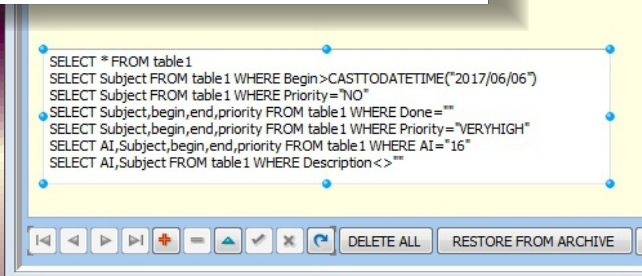 SELECT * FROM table1
SELECT Subject FROM table1 WHERE Begin>CASTTODATETIME("2017/06/06")
SELECT Subject FROM table1 WHERE Priority="NO"
SELECT Subject,begin,end,priority FROM table1 WHERE Done=""
SELECT Subject,begin,end,priority FROM table1 WHERE Priority="VERYHIGH"
SELECT AI,Subject,begin,end,priority FROM table1 WHERE AI="16"
SELECT AI,Subject FROM table1 WHERE Description<>""
DELETE ALL RESTORE FROM ARCHIVE